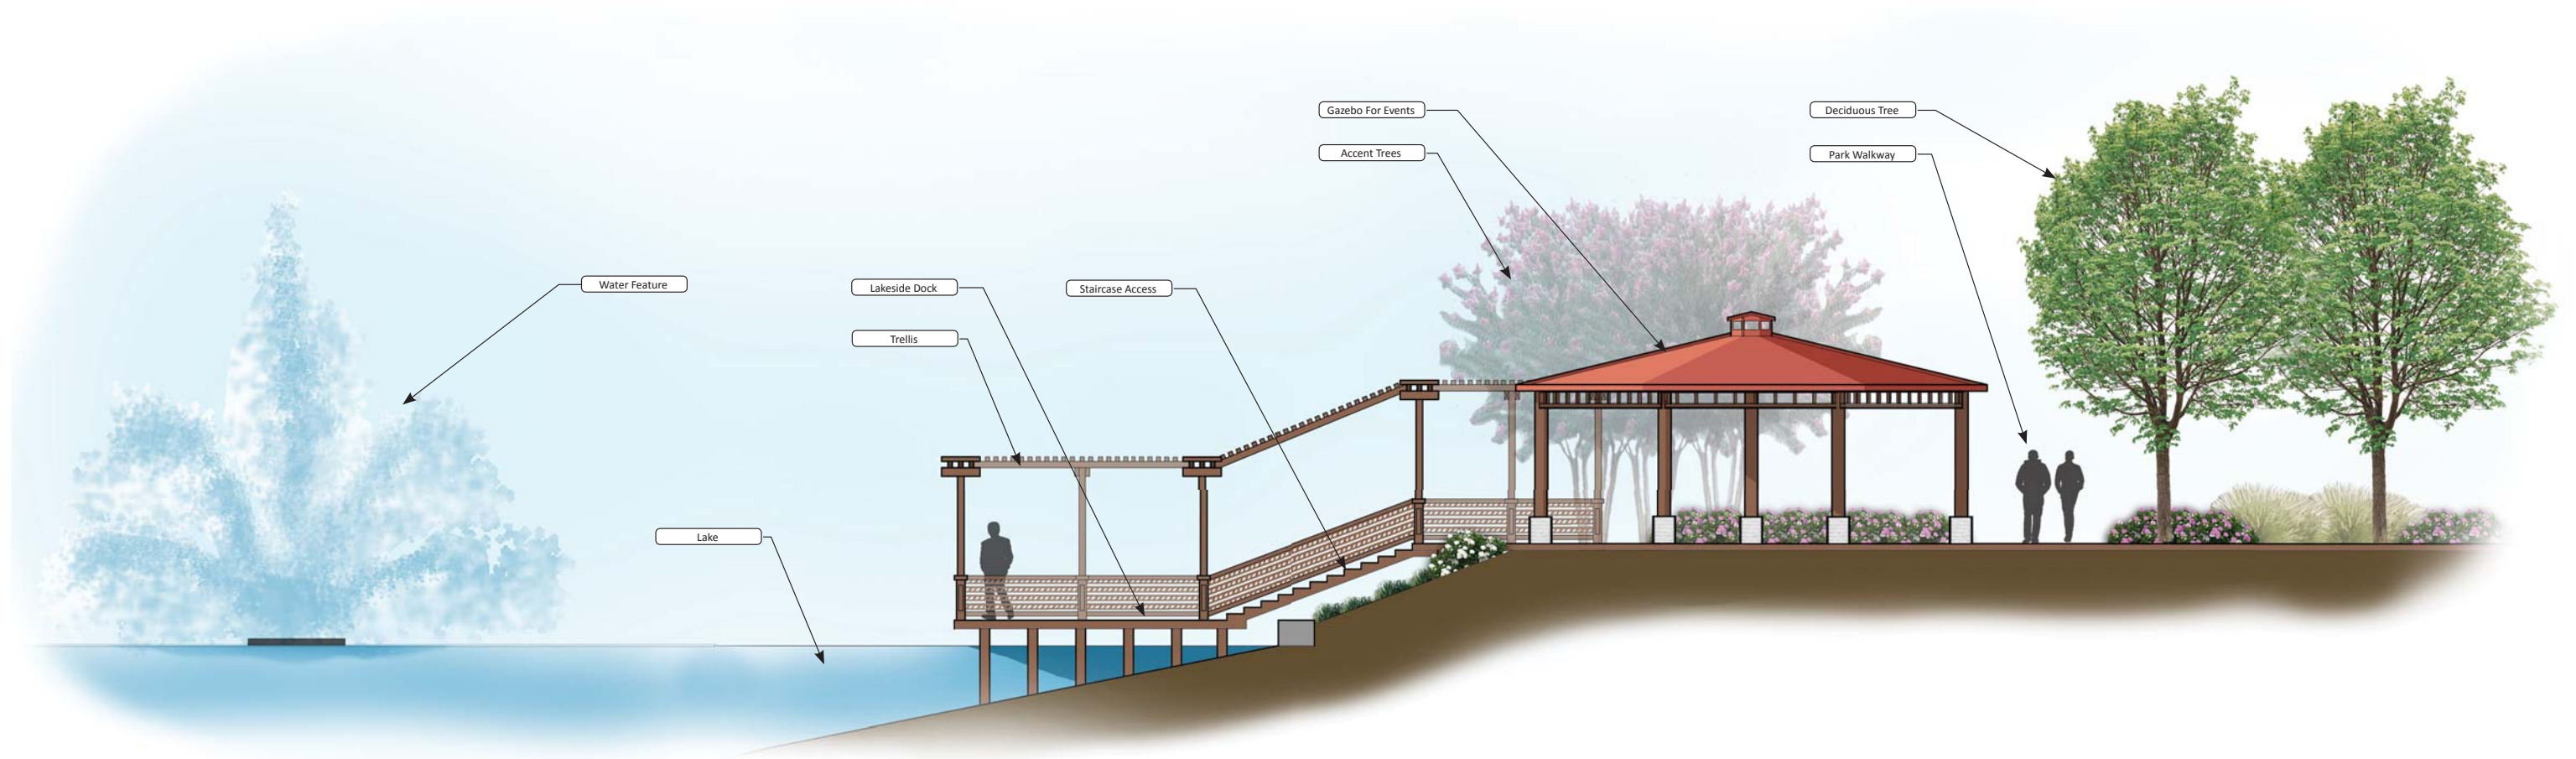 Gazebo For Events
Deciduous Tree
Accent Trees
Park Walkway
Water Feature
Lakeside Dock
Staircase Access
Trellis
Lake